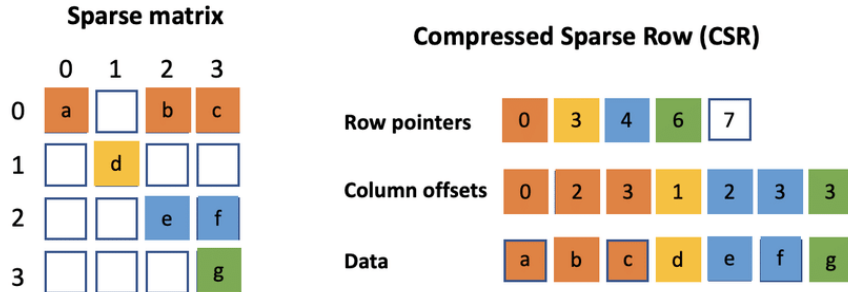 Sparse matrix
0 1 2 3
0 a b c
1 d
2 e f
3 g
Compressed Sparse Row (CSR)
Row pointers 0 3 4 6 7
Column offsets 0 2 3 1 2 3 3
Data a b c d e f g